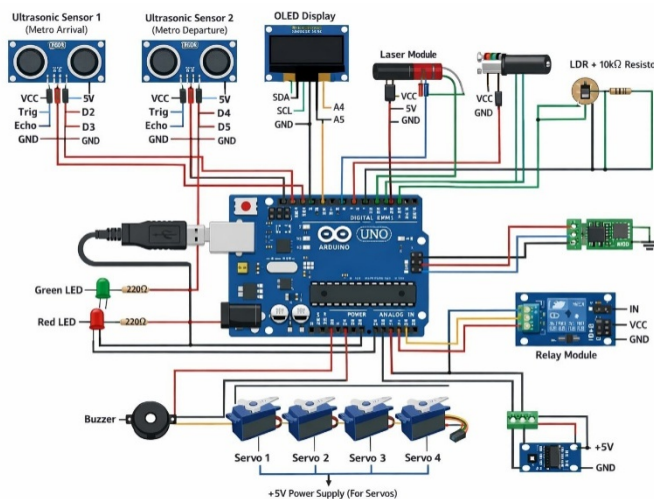 Ultrasonic Sensor 1
(Metro Arrival)
Ultrasonic Sensor 2
(Metro Departure)
OLED Display
Laser Module
LDR + 10kΩ Resisto
VCC
5V
Trig
D2
Echo
D3
GND
GND
VCC
5V
Trig
D4
Echo
D5
GND
GND
SDA
SCL
GND
A4
A5
VCC
5V
GND
VCC
GND
DIGITAL
UNO
ARDUINO
POWER
ANALOG IN
Green LED
220Ω
Red LED
220Ω
Relay Module
IN
VCC
GND
Buzzer
Servo 1
Servo 2
Servo 3
Servo 4
+5V
GND
+5V Power Supply (For Servos)